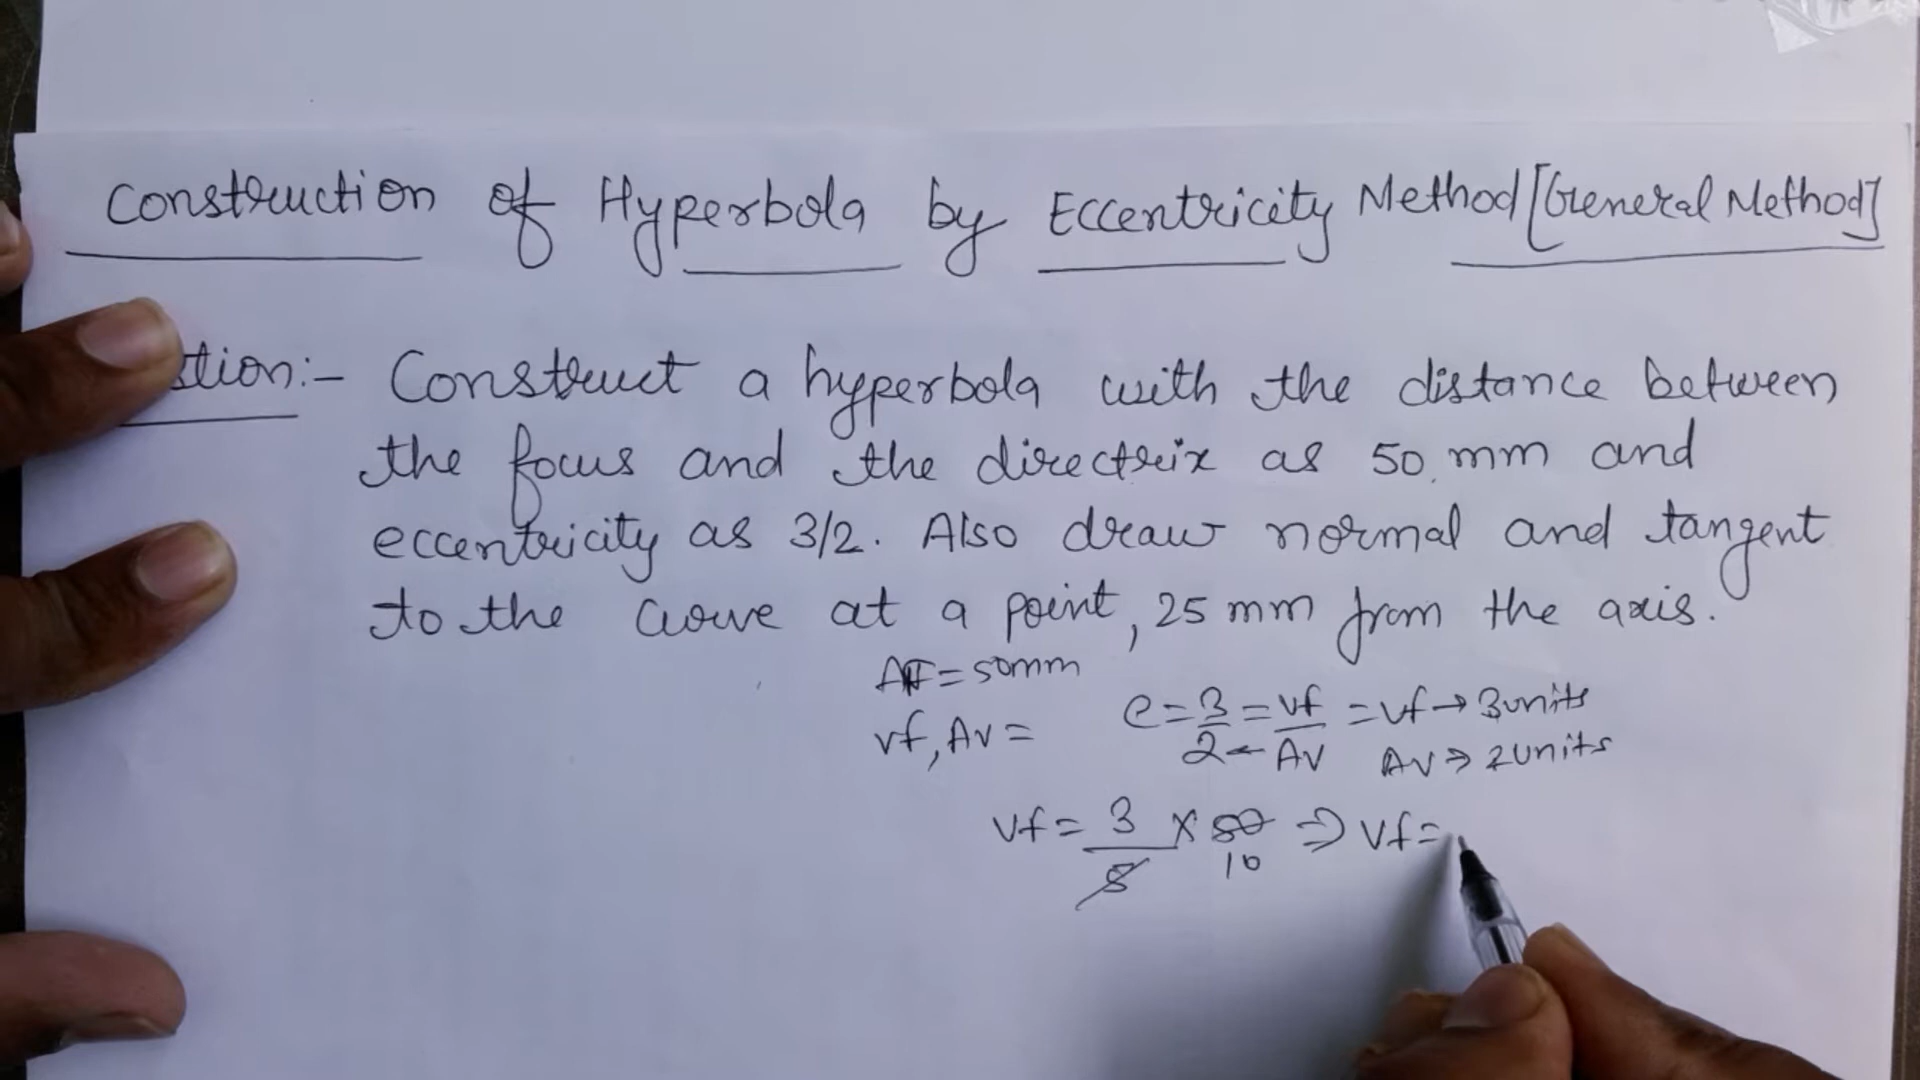 Construction of Hyperbola by Eccentricity Method [General Method]
stion:- Construct a hyperbola with the distance between
the focus and the directrix as 50 mm and
eccentricity as 3/2. Also draw normal and tangent
to the curve at a point, 25 mm from the axis.
AF = 50mm
e = 3/2 = vf/Av = vf → 3units
vf, Av =
Av ⇒ 2units
vf = 3/5 × 50 ⇒ vf =
10